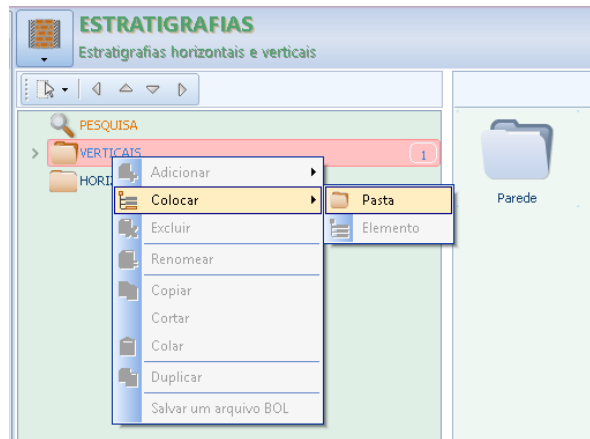 ESTRATIGRAFIAS
Estratigrafias horizontais e verticais
PESQUISA
VERTICAIS 1
HORIZ
Adicionar
Colocar
Excluir
Renomear
Copiar
Cortar
Colar
Duplicar
Salvar um arquivo BOL
Pasta
Elemento
Parede